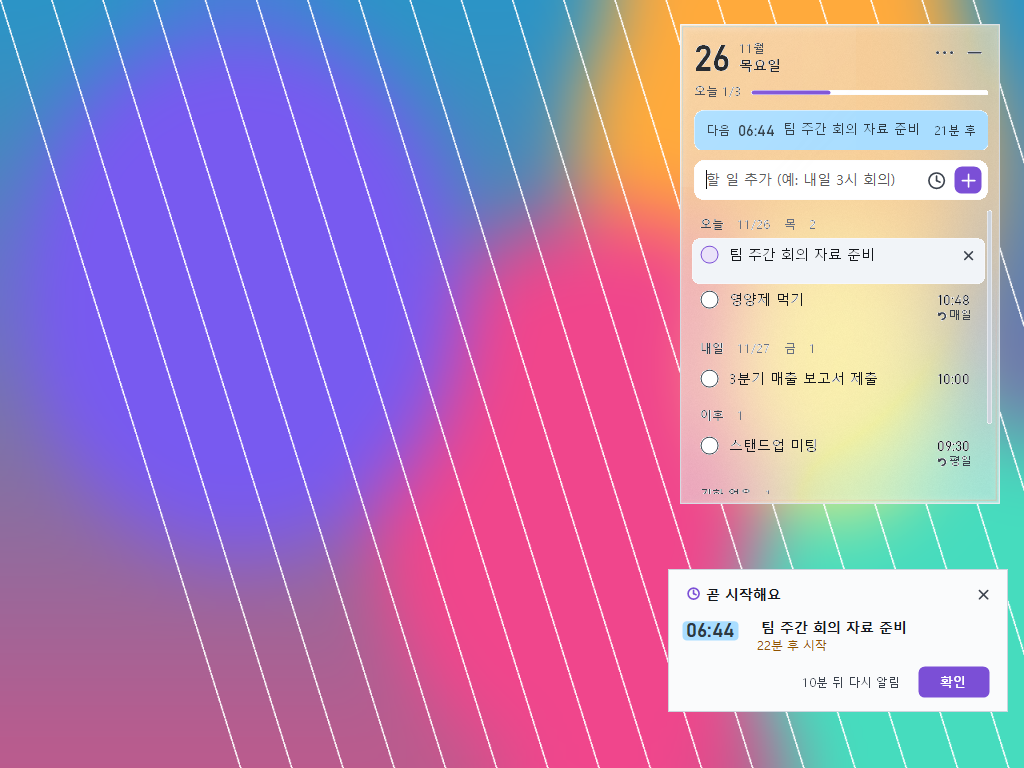 26
11월
목요일
오늘 1/3
다음 06:44 팀 주간 회의 자료 준비 21분 후
할 일 추가 (예: 내일 3시 회의)
오늘 11/26 목 2
팀 주간 회의 자료 준비
영양제 먹기 10:48
매일
내일 11/27 금 1
3분기 매출 보고서 제출 10:00
이후 1
스탠드업 미팅 09:30
평일
곧 시작해요
06:44 팀 주간 회의 자료 준비
22분 후 시작
10분 뒤 다시 알림 확인